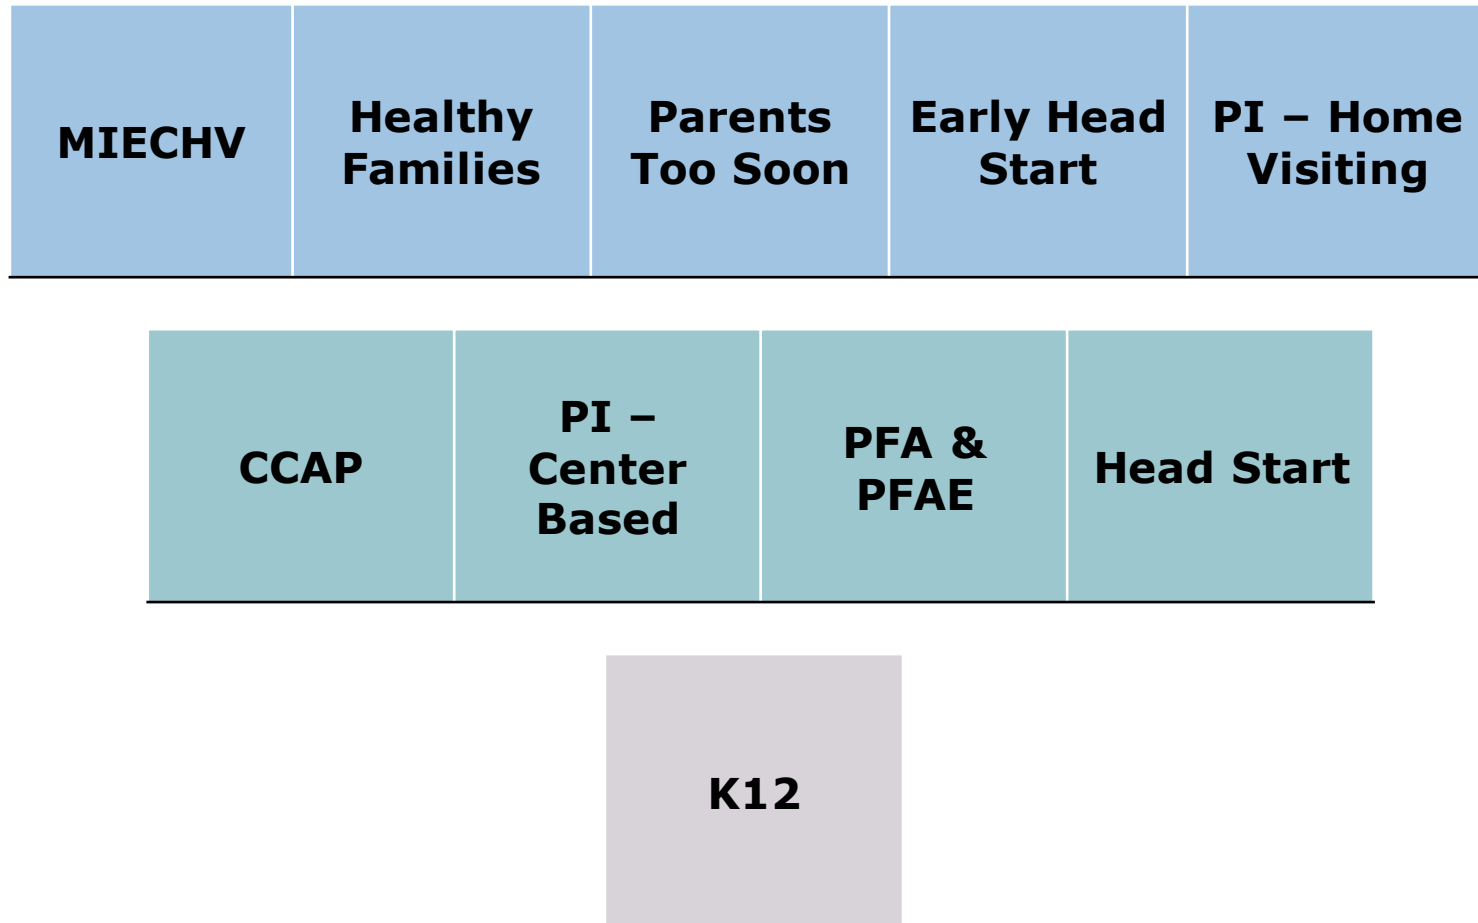 MIECHV
Healthy
Families
Parents
Too Soon
Early Head
Start
PI – Home
Visiting
CCAP
PI –
Center
Based
PFA &
PFAE
Head Start
K12